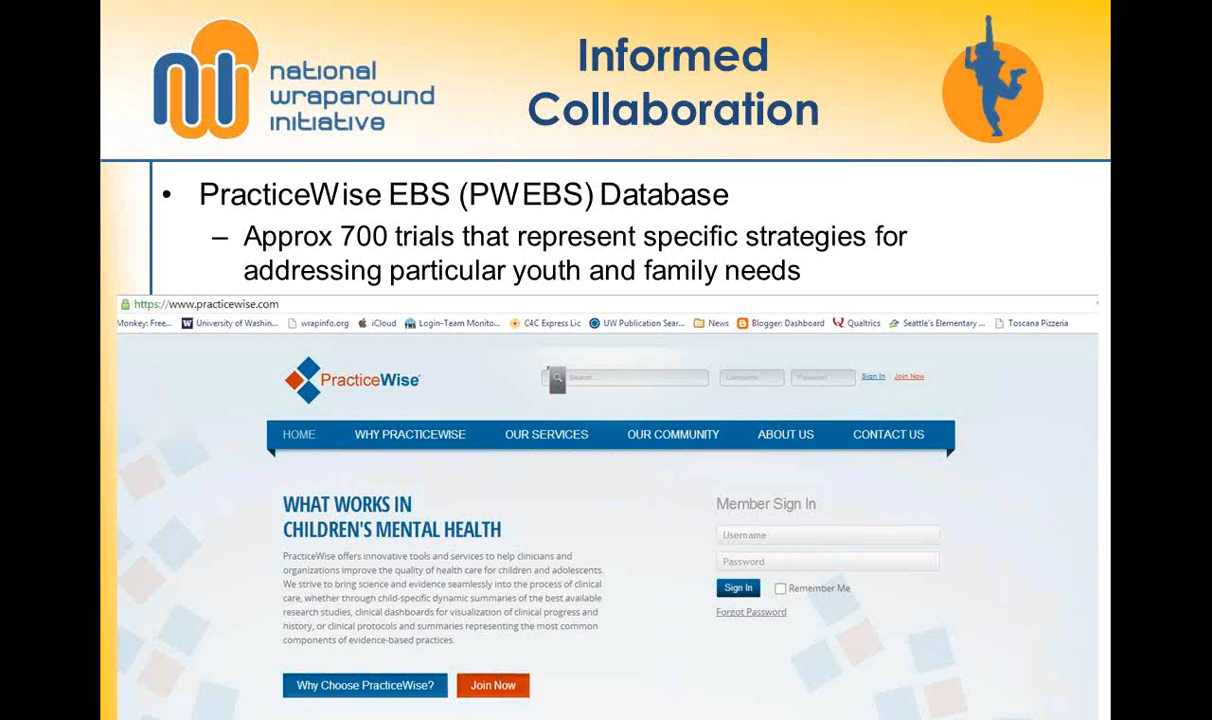 national
wraparound
initiative
Informed
Collaboration
• PracticeWise EBS (PWEBS) Database
– Approx 700 trials that represent specific strategies for
addressing particular youth and family needs
https://www.practicewise.com
Monkey: Free... University of Washin... wrapinfo.org iCloud Login-Team Monito... C4C Express Lic UW Publication Sear... News Blogger: Dashboard Qualtrics Seattle's Elementary ... Toscana Pizzeria
PracticeWise
Search... Username... Password Sign In | Join Now
HOME WHY PRACTICEWISE OUR SERVICES OUR COMMUNITY ABOUT US CONTACT US
WHAT WORKS IN
CHILDREN'S MENTAL HEALTH
PracticeWise offers innovative tools and services to help clinicians and
organizations improve the quality of health care for children and adolescents.
We strive to bring science and evidence seamlessly into the process of clinical
care, whether through child-specific dynamic summaries of the best available
research studies, clinical dashboards for visualization of clinical progress and
history, or clinical protocols and summaries representing the most common
components of evidence-based practices.
Why Choose PracticeWise? Join Now
Member Sign In
Username
Password
Sign In Remember Me
Forgot Password